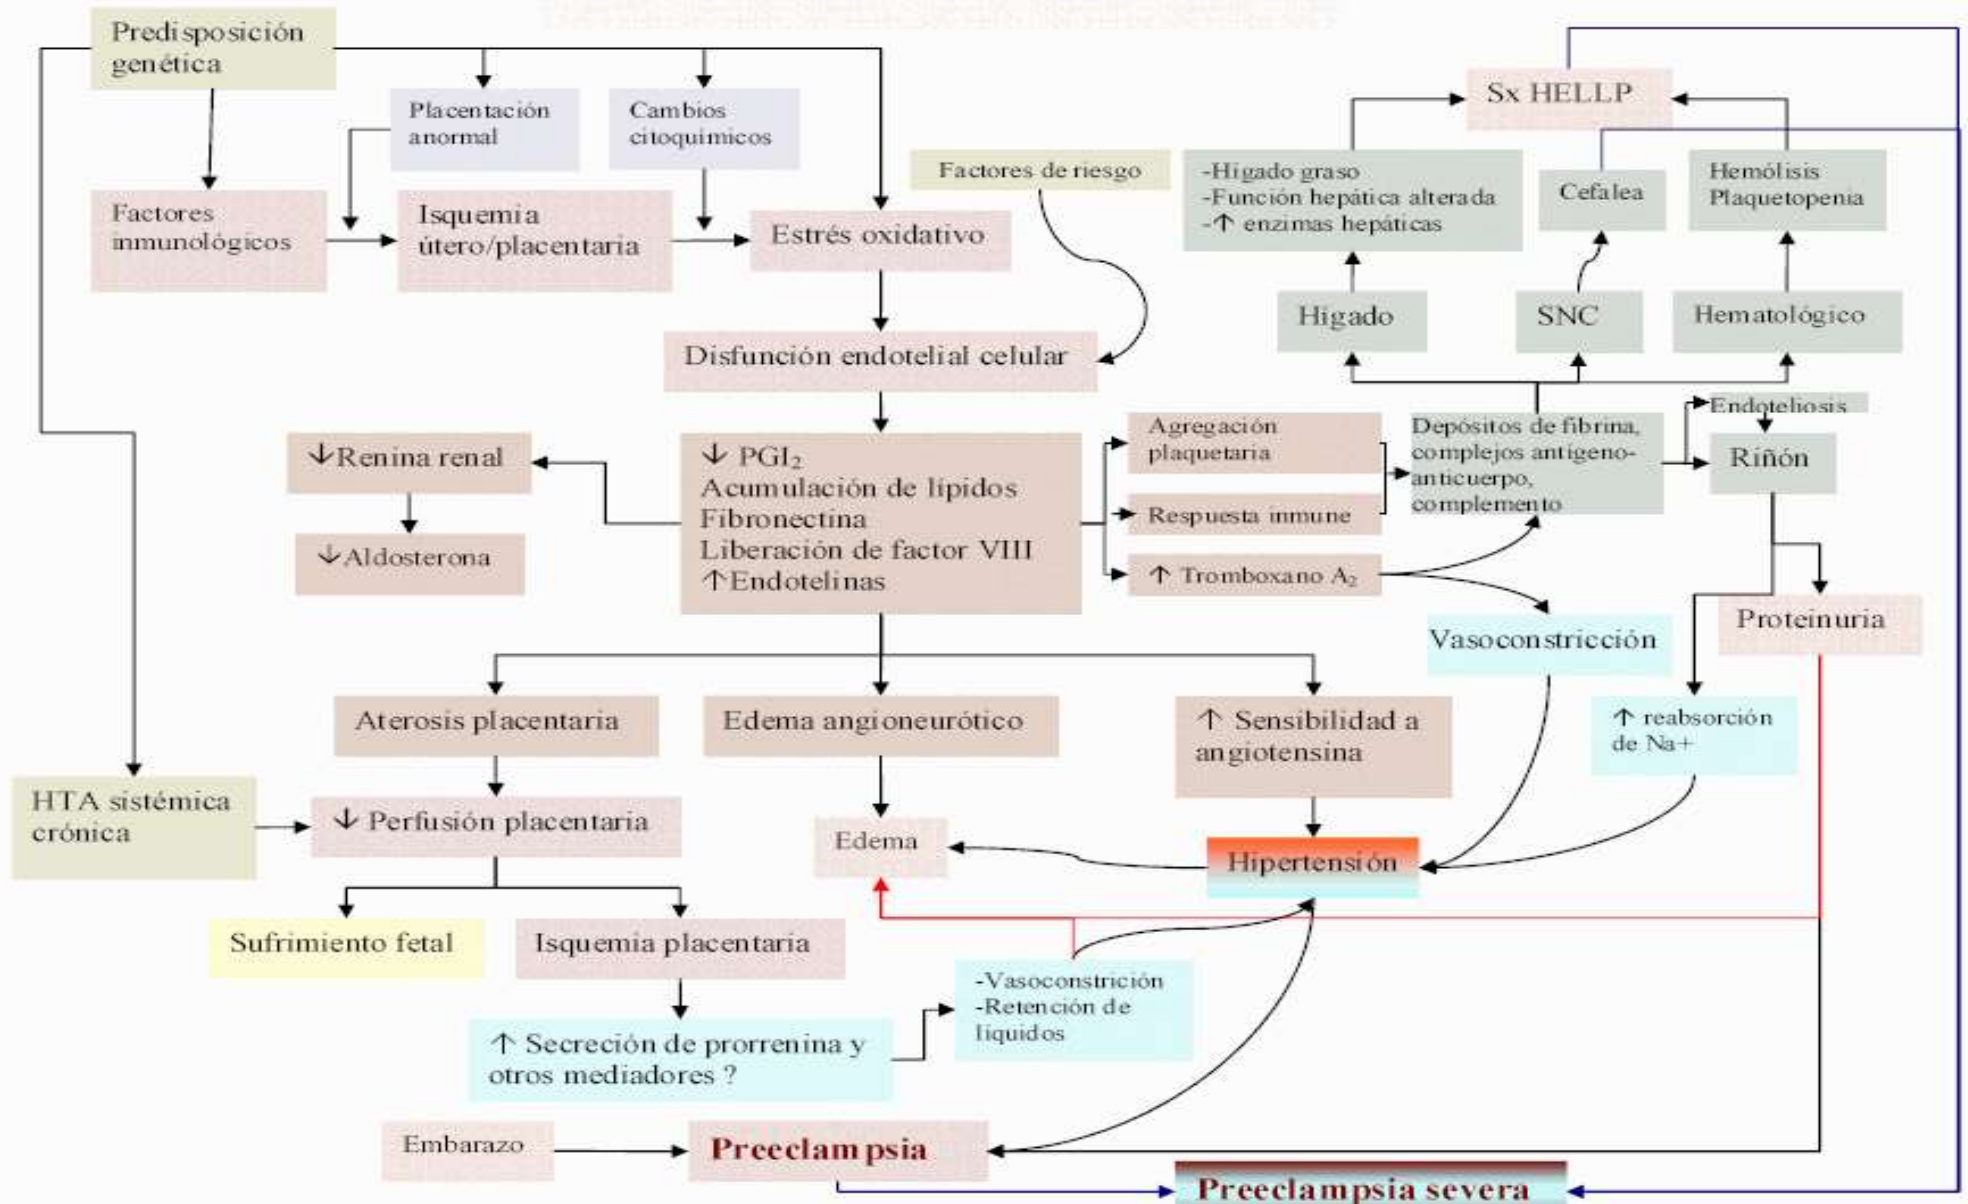 Predisposición
genética
Placentación
anormal
Cambios
citoquímicos
Factores
inmunológicos
Isquemia
útero/placentaria
Estrés oxidativo
Factores de riesgo
Disfunción endotelial celular
Sx HELLP
-Hígado graso
-Función hepática alterada
-↑ enzimas hepáticas
Cefalea
Hemólisis
Plaquetopenia
Hígado
SNC
Hematológico
↓Renina renal
↓Aldosterona
↓ PGI₂
Acumulación de lípidos
Fibronectina
Liberación de factor VIII
↑Endotelinas
Agregación
plaquetaria
Respuesta inmune
↑ Tromboxano A₂
Depósitos de fibrina,
complejos antígeno-
anticuerpo,
complemento
Endoteliosis
Riñón
Vasoconstricción
Proteinuria
↑ reabsorción
de Na+
Aterosis placentaria
Edema angioneurótico
↑ Sensibilidad a
angiotensina
HTA sistémica
crónica
↓ Perfusión placentaria
Edema
Hipertensión
Sufrimiento fetal
Isquemia placentaria
-Vasoconstrición
-Retención de
líquidos
↑ Secreción de prorrenina y
otros mediadores ?
Embarazo
Preeclampsia
Preeclampsia severa